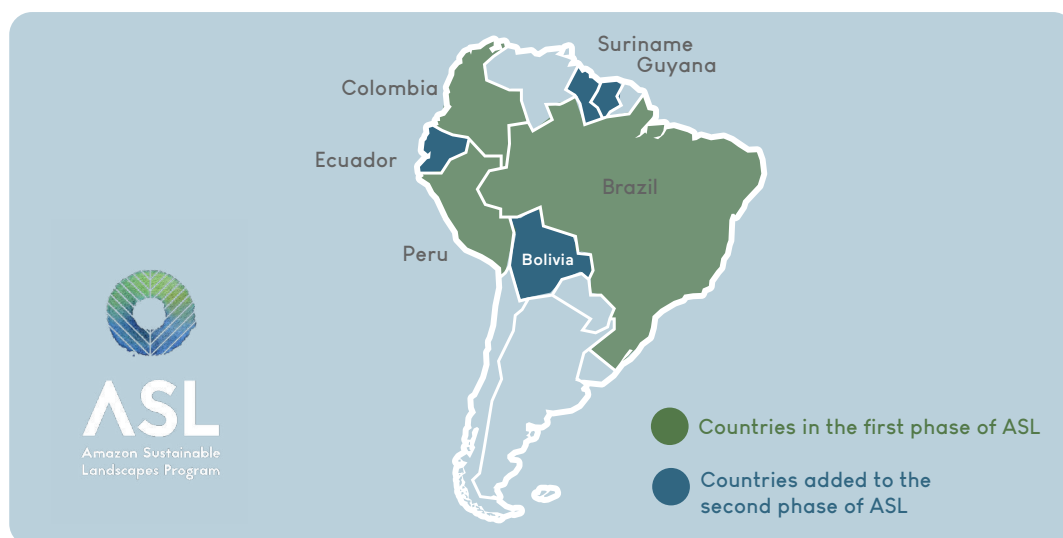 Suriname
Guyana
Colombia
Ecuador
Brazil
Peru
Bolivia
ASL
Amazon Sustainable
Landscapes Program
Countries in the first phase of ASL
Countries added to the
second phase of ASL